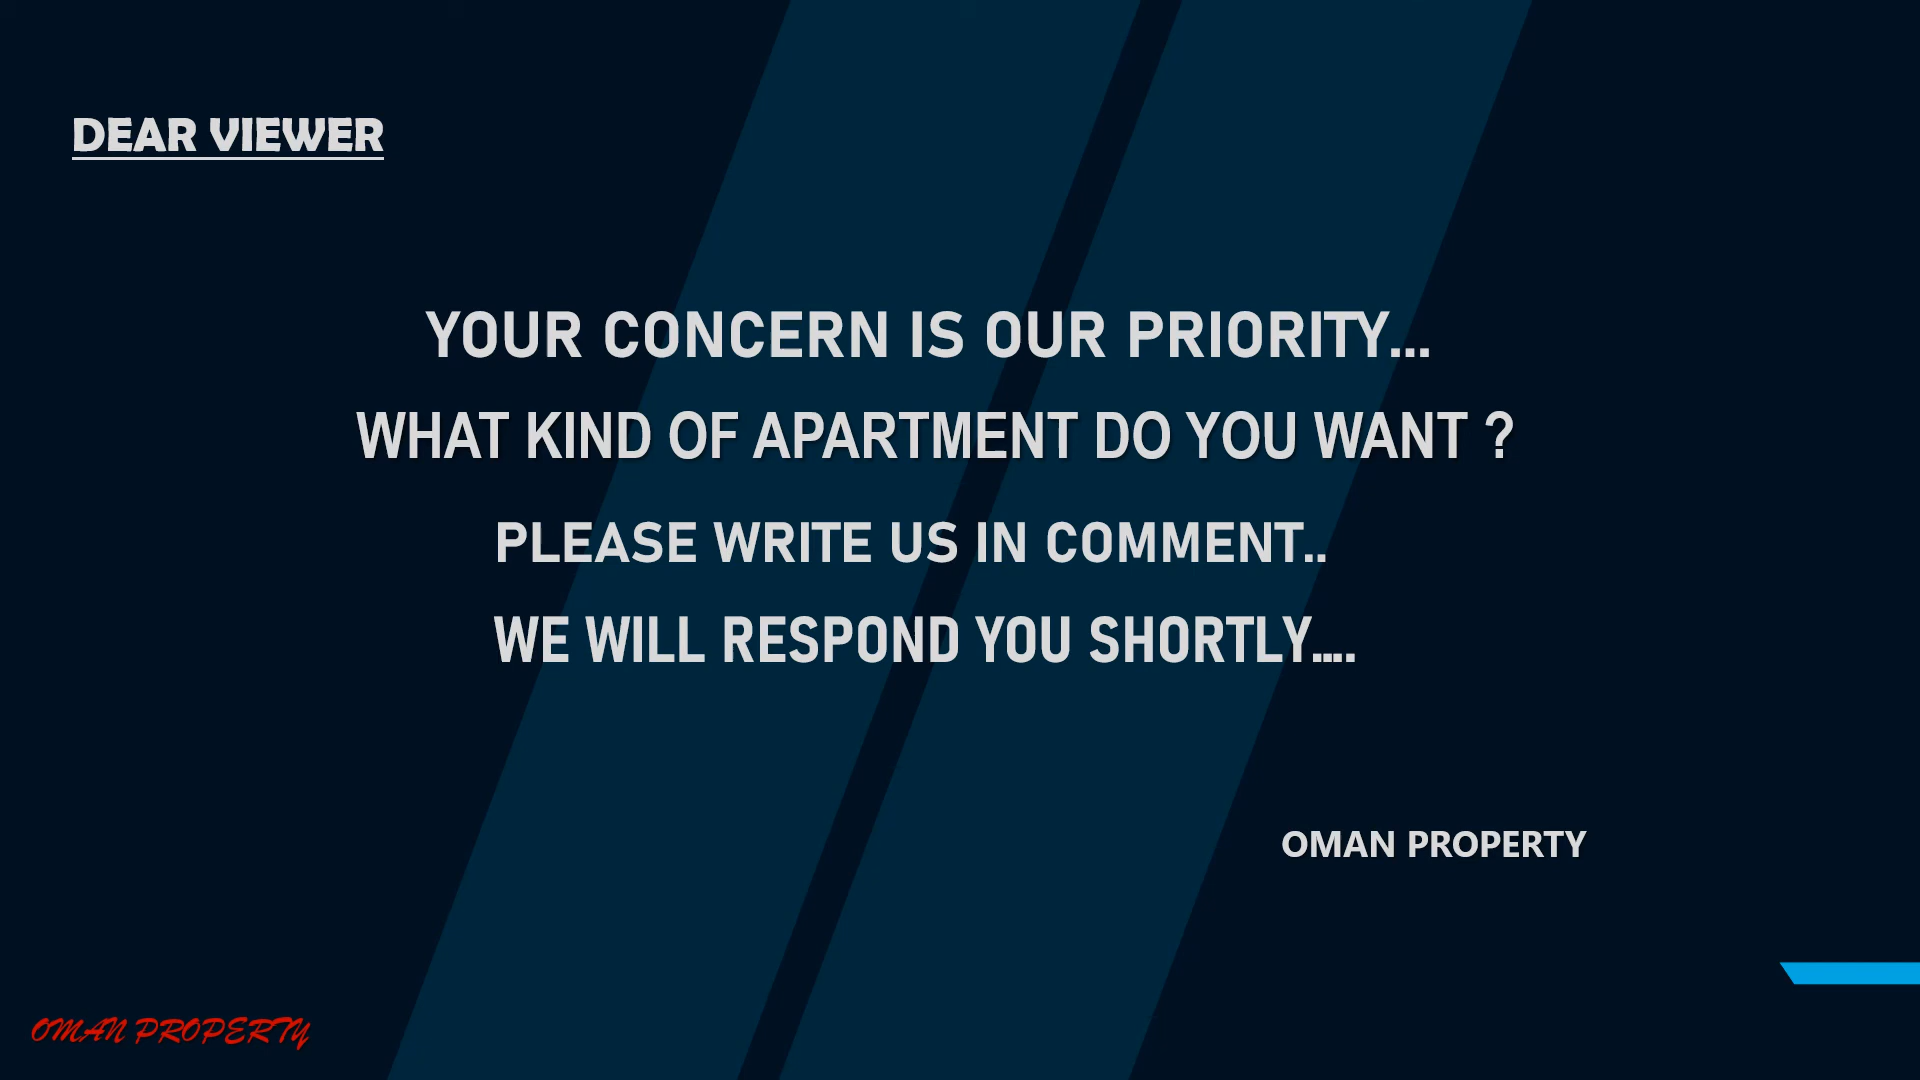 DEAR VIEWER
YOUR CONCERN IS OUR PRIORITY...
WHAT KIND OF APARTMENT DO YOU WANT ?
PLEASE WRITE US IN COMMENT..
WE WILL RESPOND YOU SHORTLY....
OMAN PROPERTY
OMAN PROPERTY